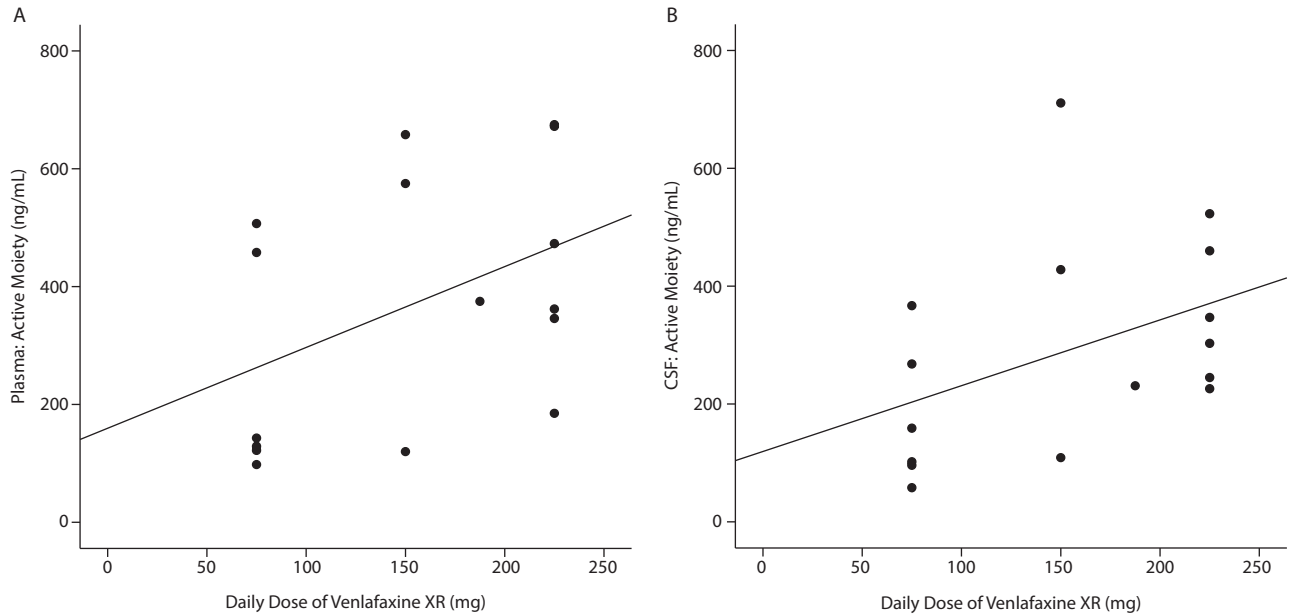 A
Plasma: Active Moiety (ng/mL)
800
600
400
200
0
0 50 100 150 200 250
Daily Dose of Venlafaxine XR (mg)
B
CSF: Active Moiety (ng/mL)
800
600
400
200
0
0 50 100 150 200 250
Daily Dose of Venlafaxine XR (mg)